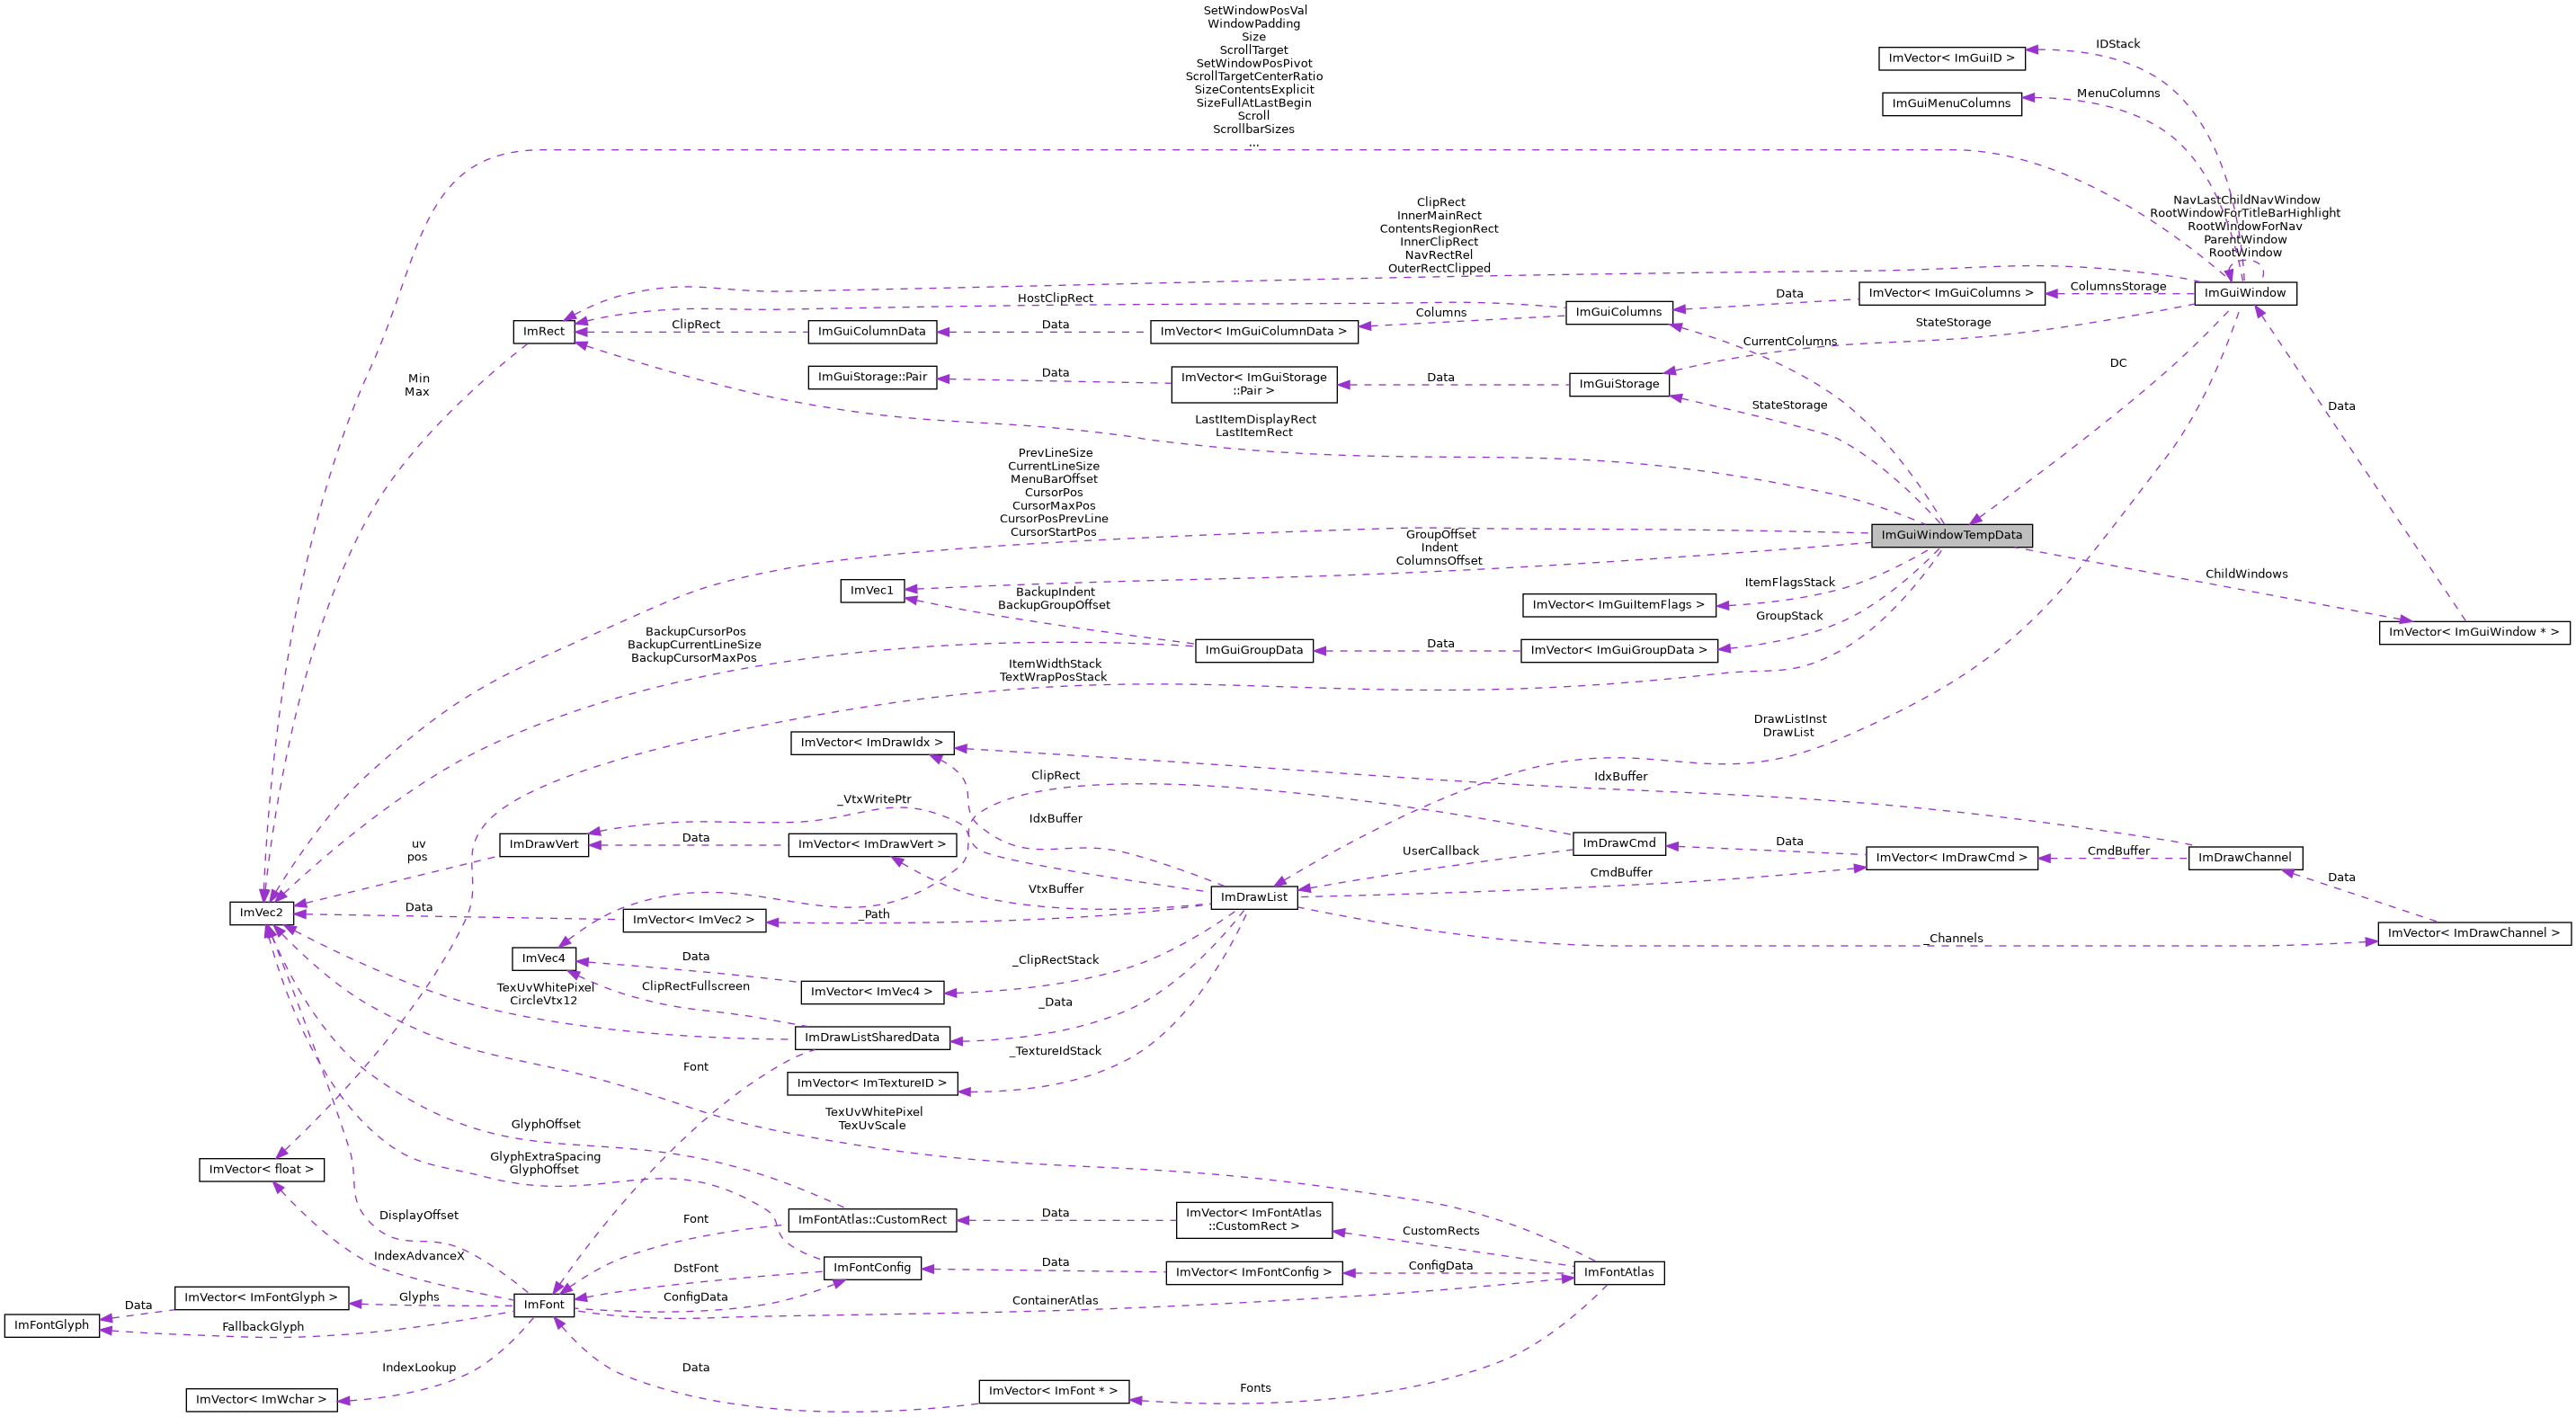 SetWindowPosVal
WindowPadding
Size
ScrollTarget
SetWindowPosPivot
ScrollTargetCenterRatio
SizeContentsExplicit
SizeFullAtLastBegin
Scroll
ScrollbarSizes
...
IDStack
ImVector< ImGuiID >
MenuColumns
ImGuiMenuColumns
NavLastChildNavWindow
RootWindowForTitleBarHighlight
RootWindowForNav
ParentWindow
RootWindow
ClipRect
InnerMainRect
ContentsRegionRect
InnerClipRect
NavRectRel
OuterRectClipped
ImGuiWindow
ColumnsStorage
ImVector< ImGuiColumns >
Data
ImGuiColumns
HostClipRect
Columns
StateStorage
ImRect
ClipRect
ImGuiColumnData
Data
ImVector< ImGuiColumnData >
CurrentColumns
DC
Min
Max
ImGuiStorage::Pair
Data
ImVector< ImGuiStorage
::Pair >
Data
ImGuiStorage
StateStorage
Data
LastItemDisplayRect
LastItemRect
PrevLineSize
CurrentLineSize
MenuBarOffset
CursorPos
CursorMaxPos
CursorPosPrevLine
CursorStartPos
GroupOffset
Indent
ColumnsOffset
ImGuiWindowTempData
ChildWindows
ImVec1
BackupIndent
BackupGroupOffset
ItemFlagsStack
ImVector< ImGuiItemFlags >
GroupStack
ImVector< ImGuiWindow * >
BackupCursorPos
BackupCurrentLineSize
BackupCursorMaxPos
ImGuiGroupData
Data
ImVector< ImGuiGroupData >
ItemWidthStack
TextWrapPosStack
DrawListInst
DrawList
ImVector< ImDrawIdx >
ClipRect
IdxBuffer
_VtxWritePtr
IdxBuffer
uv
pos
ImDrawVert
Data
ImVector< ImDrawVert >
UserCallback
ImDrawCmd
Data
ImVector< ImDrawCmd >
CmdBuffer
ImDrawChannel
VtxBuffer
CmdBuffer
Data
ImDrawList
ImVec2
Data
ImVector< ImVec2 >
_Path
_Channels
ImVector< ImDrawChannel >
ImVec4
Data
_ClipRectStack
ImVector< ImVec4 >
TexUvWhitePixel
CircleVtx12
ClipRectFullscreen
_Data
ImDrawListSharedData
Font
_TextureIdStack
ImVector< ImTextureID >
GlyphOffset
TexUvWhitePixel
TexUvScale
ImVector< float >
GlyphExtraSpacing
GlyphOffset
DisplayOffset
Font
ImFontAtlas::CustomRect
Data
ImVector< ImFontAtlas
::CustomRect >
CustomRects
IndexAdvanceX
DstFont
ImFontConfig
Data
ImVector< ImFontConfig >
ConfigData
ImFontAtlas
ImVector< ImFontGlyph >
Glyphs
ImFont
ConfigData
ContainerAtlas
Data
ImFontGlyph
FallbackGlyph
IndexLookup
ImVector< ImWchar >
Data
ImVector< ImFont * >
Fonts